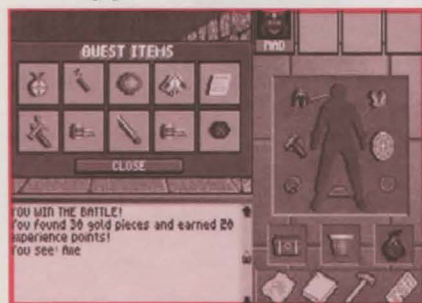 MAD
QUEST ITEMS
CLOSE
YOU WIN THE BATTLE!
You found 30 gold pieces and earned 20
experience points!
You see: Axe